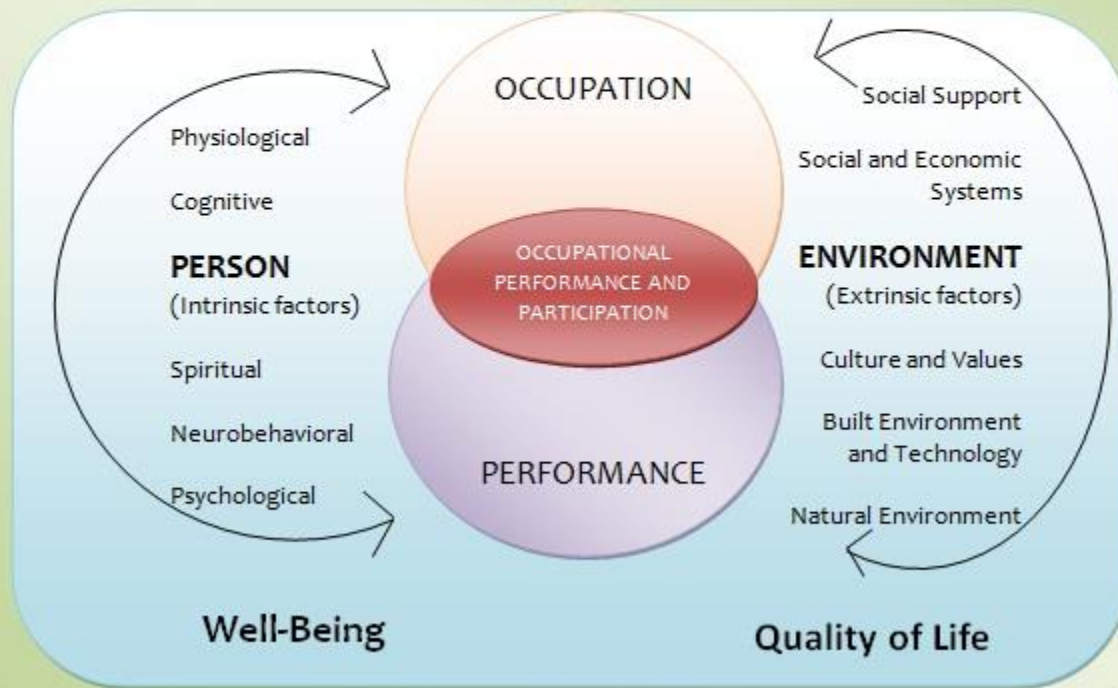 OCCUPATION
Physiological
Cognitive
PERSON
(Intrinsic factors)
Spiritual
Neurobehavioral
Psychological
OCCUPATIONAL
PERFORMANCE AND
PARTICIPATION
PERFORMANCE
Social Support
Social and Economic
Systems
ENVIRONMENT
(Extrinsic factors)
Culture and Values
Built Environment
and Technology
Natural Environment
Well-Being
Quality of Life